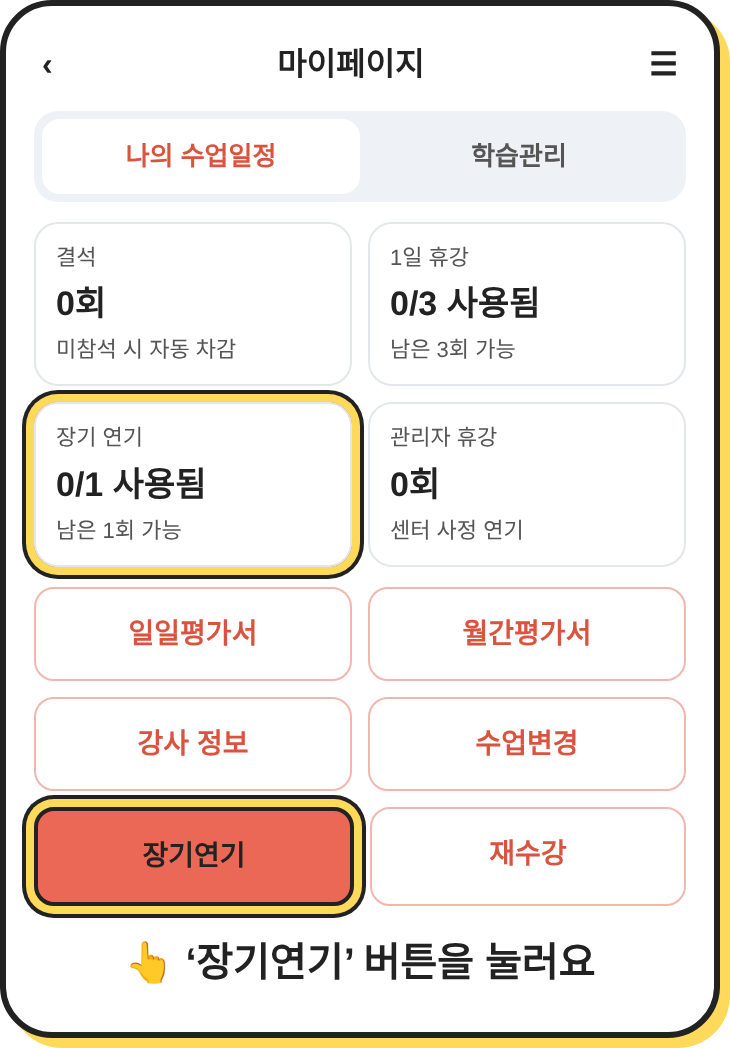 ‹ 마이페이지 ☰
나의 수업일정 학습관리
결석
0회
미참석 시 자동 차감
1일 휴강
0/3 사용됨
남은 3회 가능
장기 연기
0/1 사용됨
남은 1회 가능
관리자 휴강
0회
센터 사정 연기
일일평가서 월간평가서
강사 정보 수업변경
장기연기 재수강
👆 ‘장기연기’ 버튼을 눌러요